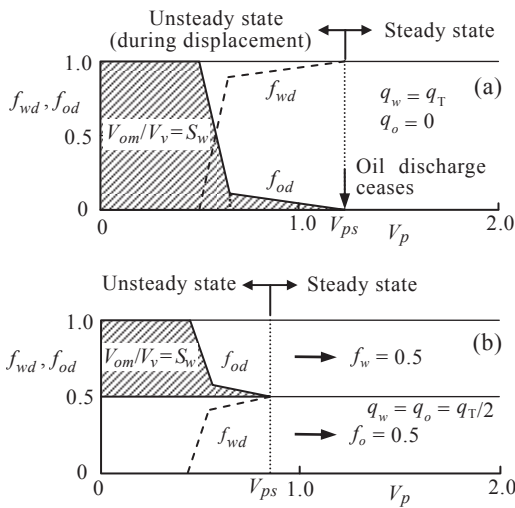 Unsteady state
(during displacement)
Steady state
1.0
0.5
0
f_wd , f_od
V_om/V_v = S_w
f_wd
f_od
q_w = q_T
q_o = 0
(a)
Oil discharge
ceases
0
1.0
V_ps
V_p
2.0
Unsteady state
Steady state
1.0
0.5
0
f_wd , f_od
V_om/V_v = S_w
f_od
f_w = 0.5
(b)
q_w = q_o = q_T/2
f_wd
f_o = 0.5
V_ps
1.0
V_p
2.0